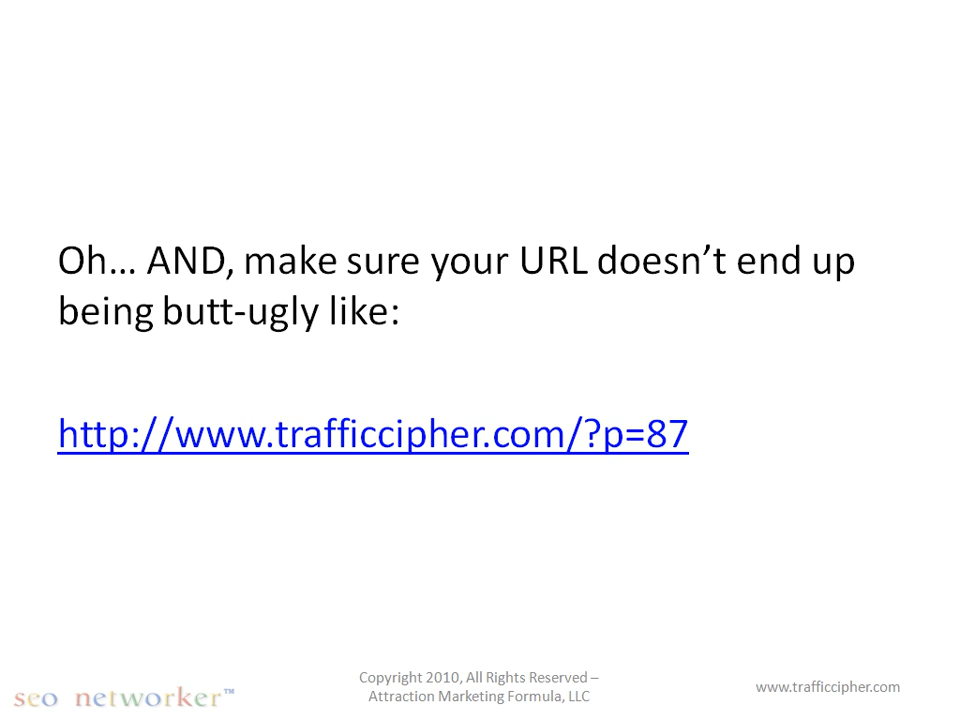 Oh… AND, make sure your URL doesn’t end up
being butt-ugly like:
http://www.trafficcipher.com/?p=87
seo networker™
Copyright 2010, All Rights Reserved –
Attraction Marketing Formula, LLC
www.trafficcipher.com